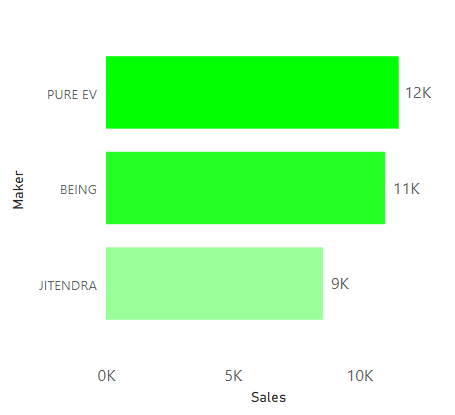 PURE EV 12K
BEING 11K
JITENDRA 9K
Maker
0K 5K 10K
Sales